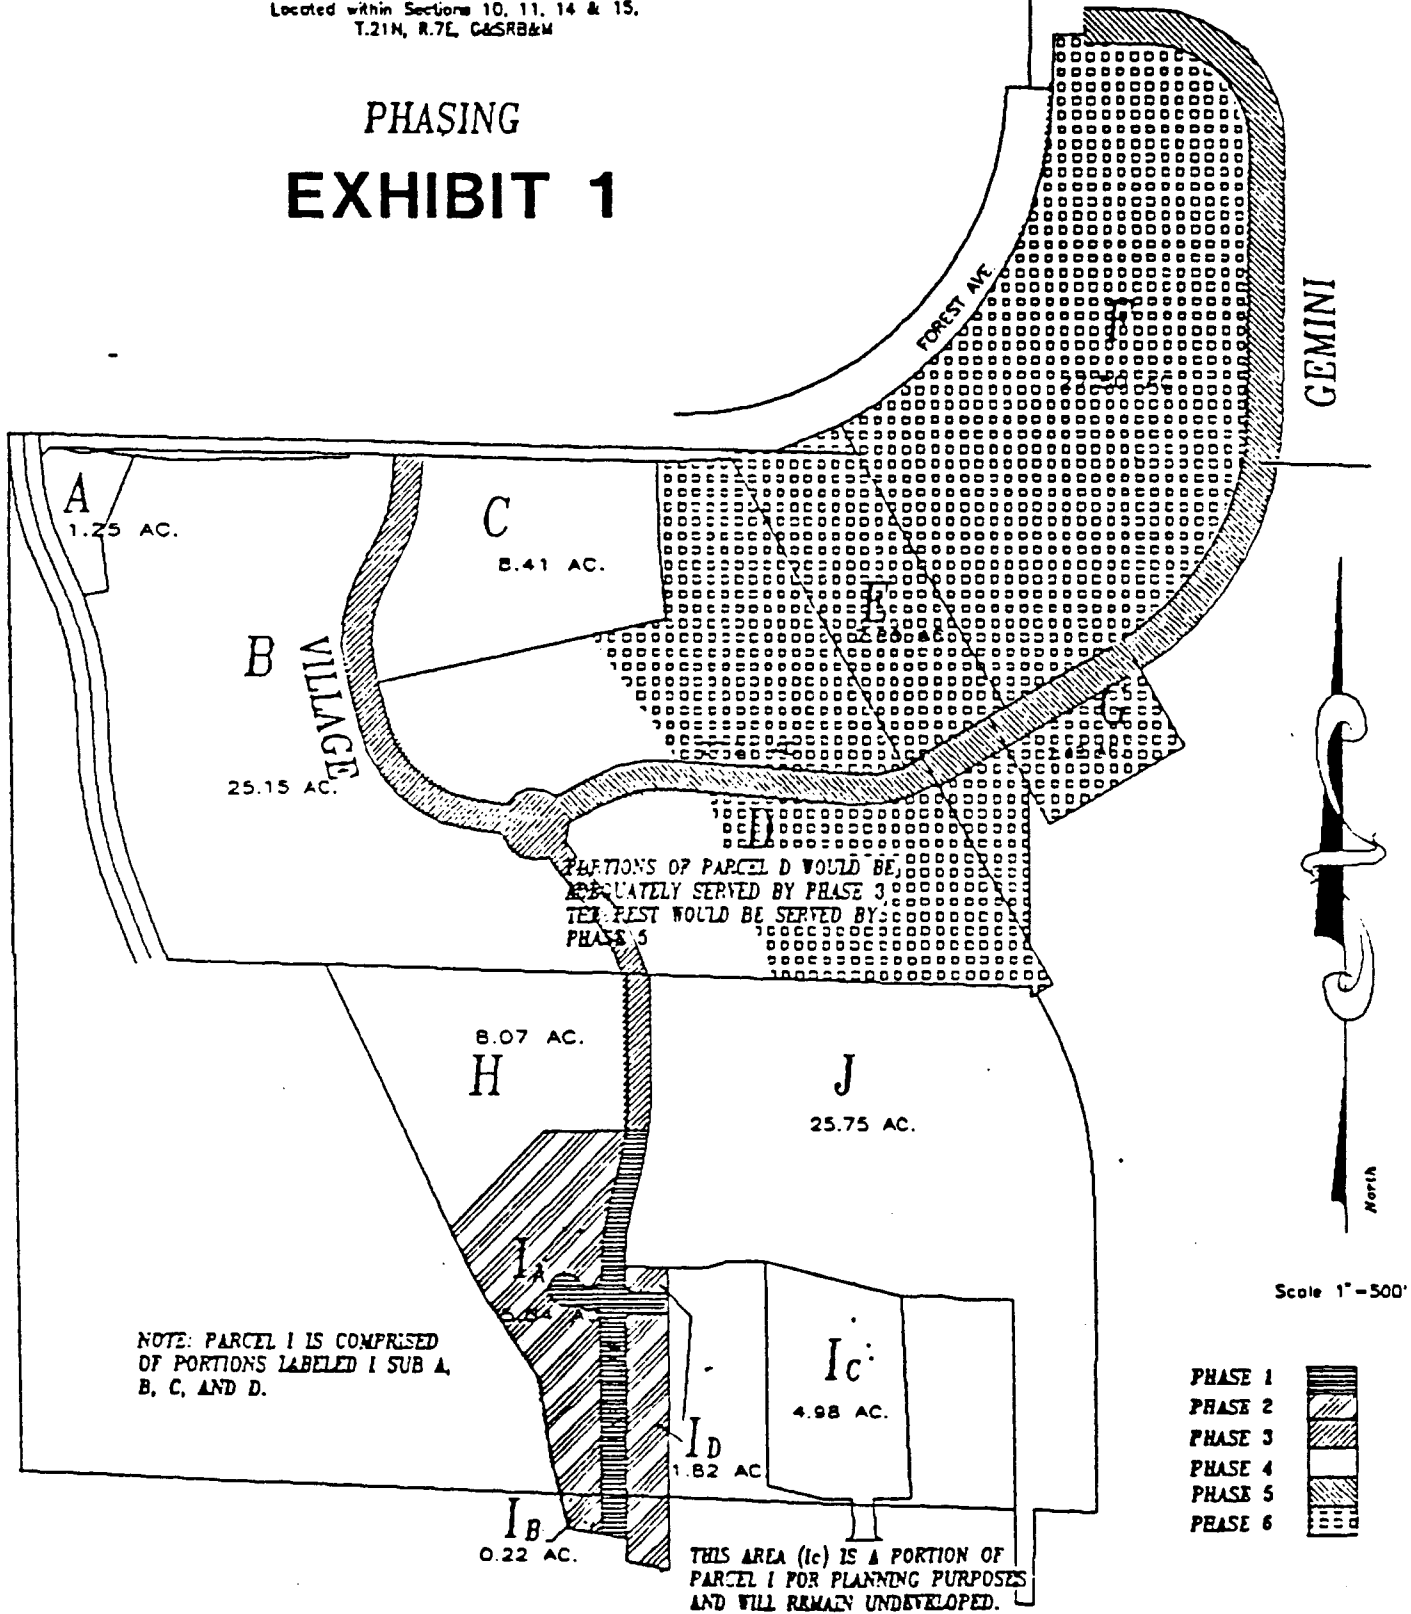 Located within Sections 10, 11, 14 & 15,
T.21N, R.7E, G&SRB&M
PHASING
EXHIBIT 1
FOREST AVE.
GEMINI
F
A
1.25 AC.
C
8.41 AC.
E
B
VILLAGE
25.15 AC.
G
D
PORTIONS OF PARCEL D WOULD BE
ADEQUATELY SERVED BY PHASE 3
THE REST WOULD BE SERVED BY
PHASE 5
8.07 AC.
H
J
25.75 AC.
North
Scale 1"=500'
IA
NOTE: PARCEL I IS COMPRISED
OF PORTIONS LABELED I SUB A,
B, C, AND D.
IC
4.98 AC.
ID
1.82 AC
IB
0.22 AC.
PHASE 1
PHASE 2
PHASE 3
PHASE 4
PHASE 5
PHASE 6
THIS AREA (Ic) IS A PORTION OF
PARCEL I FOR PLANNING PURPOSES
AND WILL REMAIN UNDEVELOPED.